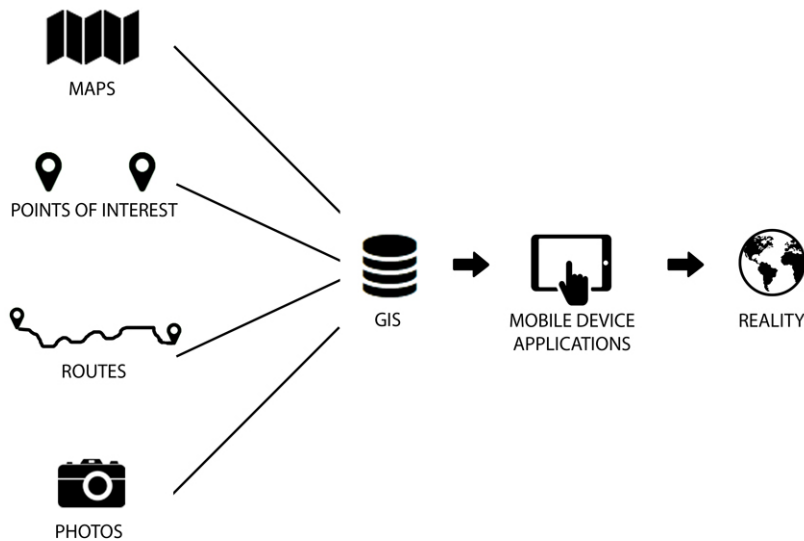 MAPS
POINTS OF INTEREST
ROUTES
PHOTOS
GIS
MOBILE DEVICE
APPLICATIONS
REALITY